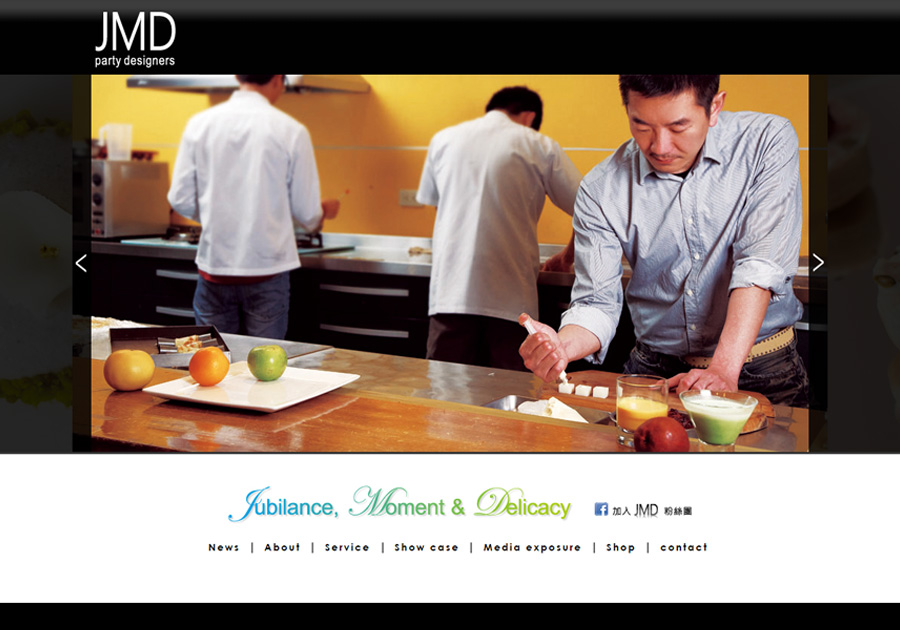 JMD
party designers
Jubilance, Moment & Delicacy 加入 JMD 粉絲團
News | About | Service | Show case | Media exposure | Shop | contact